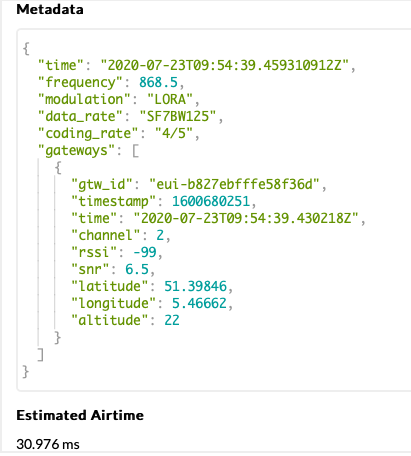 Metadata
{
"time": "2020-07-23T09:54:39.459310912Z",
"frequency": 868.5,
"modulation": "LORA",
"data_rate": "SF7BW125",
"coding_rate": "4/5",
"gateways": [
{
"gtw_id": "eui-b827ebfffe58f36d",
"timestamp": 1600680251,
"time": "2020-07-23T09:54:39.430218Z",
"channel": 2,
"rssi": -99,
"snr": 6.5,
"latitude": 51.39846,
"longitude": 5.46662,
"altitude": 22
}
]
}
Estimated Airtime
30.976 ms